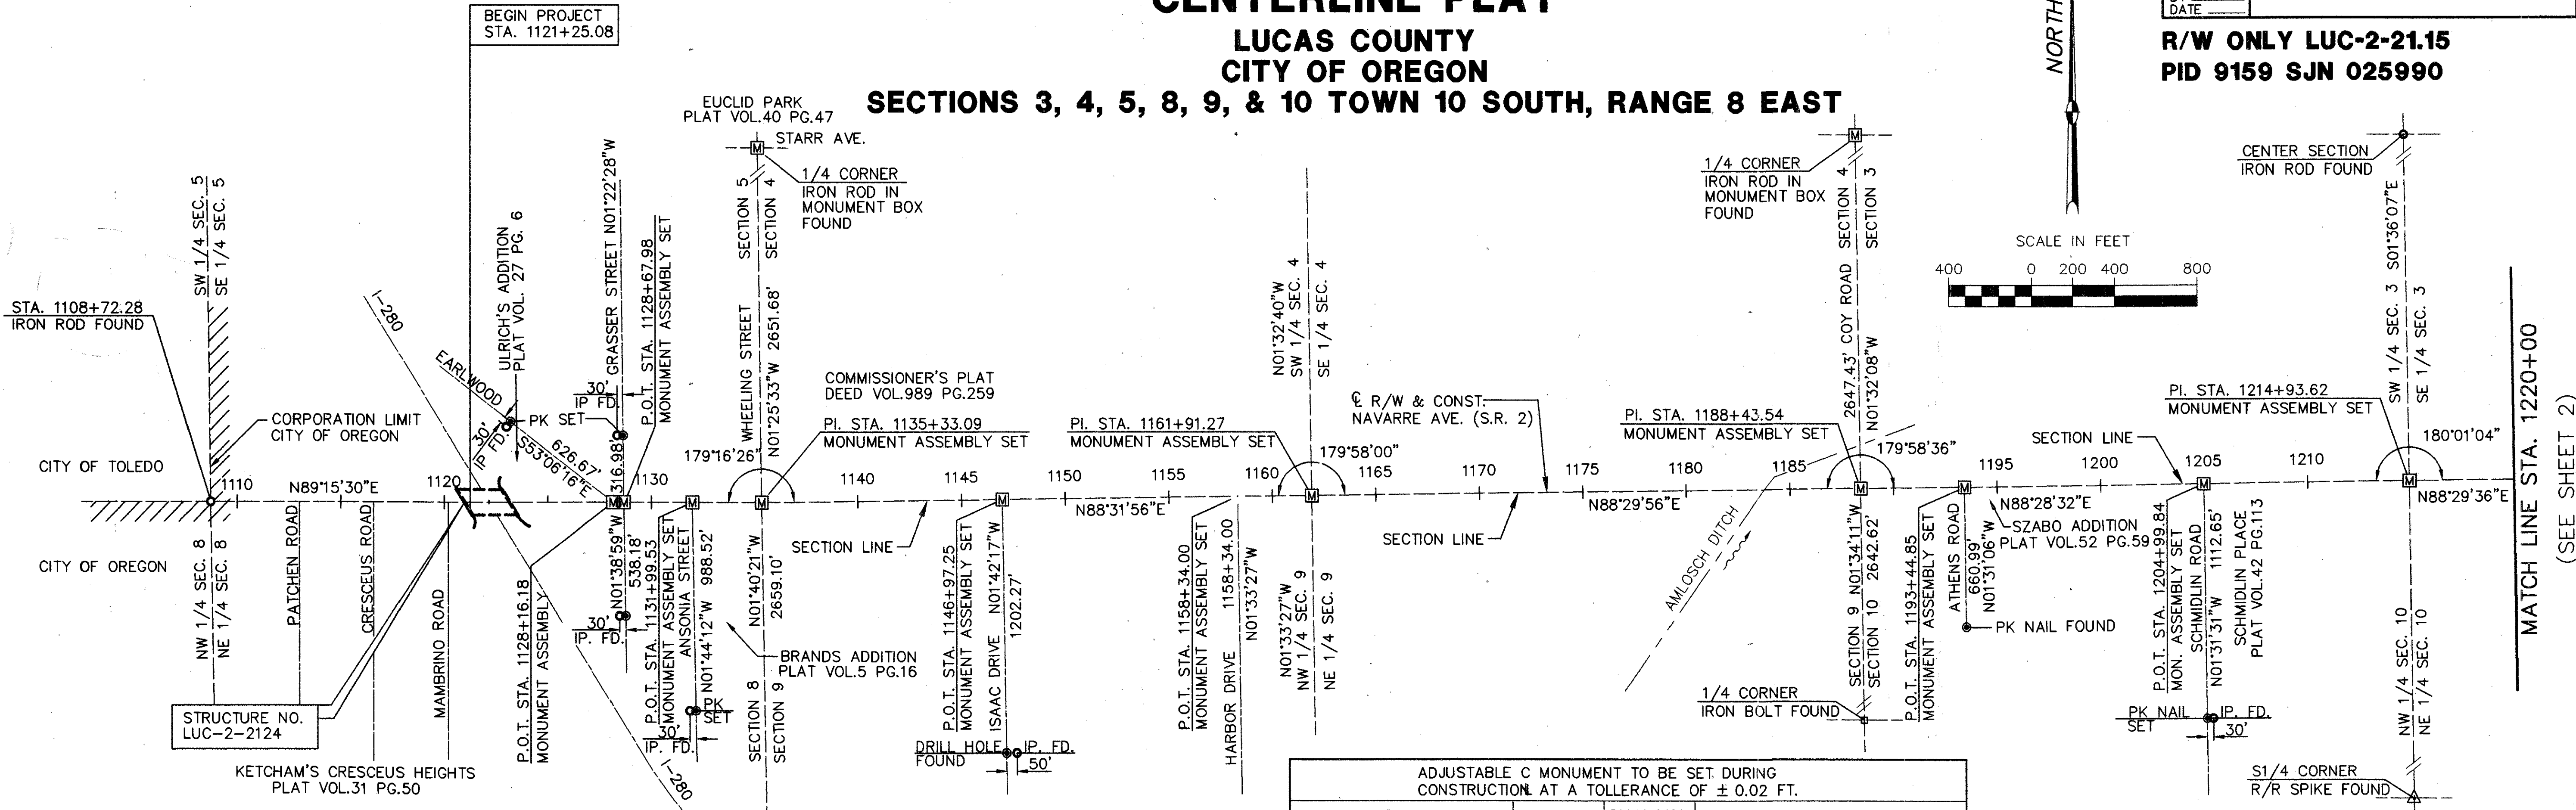 CENTERLINE PLAT
LUCAS COUNTY
CITY OF OREGON
SECTIONS 3, 4, 5, 8, 9, & 10 TOWN 10 SOUTH, RANGE 8 EAST
DATE
R/W ONLY LUC-2-21.15
PID 9159 SJN 025990
NORTH
BEGIN PROJECT
STA. 1121+25.08
EUCLID PARK
PLAT VOL.40 PG.47
STARR AVE.
1/4 CORNER
IRON ROD IN
MONUMENT BOX
FOUND
1/4 CORNER
IRON ROD IN
MONUMENT BOX
FOUND
CENTER SECTION
IRON ROD FOUND
SCALE IN FEET
400 0 200 400 800
SW 1/4 SEC. 5
SE 1/4 SEC. 5
STA. 1108+72.28
IRON ROD FOUND
CORPORATION LIMIT
CITY OF OREGON
CITY OF TOLEDO
CITY OF OREGON
I-280
EARLWOOD
ULRICH'S ADDITION
PLAT VOL. 27 PG. 6
30'
IP FD.
PK SET
626.67'
S53°06'16"E
30'
IP FD.
GRASSER STREET N01°22'28"W
316.98'
P.O.T. STA. 1128+67.98
MONUMENT ASSEMBLY SET
WHEELING STREET
SECTION 5
SECTION 4
N01°25'33"W 2651.68'
179°16'26"
COMMISSIONER'S PLAT
DEED VOL.989 PG.259
PI. STA. 1135+33.09
MONUMENT ASSEMBLY SET
PI. STA. 1161+91.27
MONUMENT ASSEMBLY SET
N01°32'40"W
SW 1/4 SEC. 4
SE 1/4 SEC. 4
179°58'00"
℄ R/W & CONST.
NAVARRE AVE. (S.R. 2)
PI. STA. 1188+43.54
MONUMENT ASSEMBLY SET
2647.43' COY ROAD
SECTION 4
SECTION 3
N01°32'08"W
179°58'36"
SECTION LINE
PI. STA. 1214+93.62
MONUMENT ASSEMBLY SET
SW 1/4 SEC. 3 S01°36'07"E
SE 1/4 SEC. 3
180°01'04"
MATCH LINE STA. 1220+00
(SEE SHEET 2)
1110
N89°15'30"E
1120
1130
1140
1145
1150
1155
1160
1165
1170
1175
1180
1185
1195
1200
1205
1210
N88°31'56"E
N88°29'56"E
N88°28'32"E
N88°29'36"E
NW 1/4 SEC. 8
NE 1/4 SEC. 8
PATCHEN ROAD
CRESCEUS ROAD
MAMBRINO ROAD
STRUCTURE NO.
LUC-2-2124
KETCHAM'S CRESCEUS HEIGHTS
PLAT VOL.31 PG.50
P.O.T. STA. 1128+16.18
MONUMENT ASSEMBLY
I-280
N01°38'59"W
538.18'
30'
IP. FD.
P.O.T. STA. 1131+99.53
MONUMENT ASSEMBLY SET
ANSONIA STREET
N01°44'12"W 988.52'
PK
SET
30'
IP. FD.
BRANDS ADDITION
PLAT VOL.5 PG.16
N01°40'21"W
2659.10'
SECTION 8
SECTION 9
SECTION LINE
P.O.T. STA. 1146+97.25
MONUMENT ASSEMBLY SET
ISAAC DRIVE N01°42'17"W
1202.27'
DRILL HOLE
FOUND
IP. FD.
50'
P.O.T. STA. 1158+34.00
MONUMENT ASSEMBLY SET
HARBOR DRIVE 1158+34.00
N01°33'27"W
N01°33'27"W
NW 1/4 SEC. 9
NE 1/4 SEC. 9
SECTION LINE
AMLOSCH DITCH
SECTION 9 N01°34'11"W
SECTION 10 2642.62'
1/4 CORNER
IRON BOLT FOUND
P.O.T. STA. 1193+44.85
MONUMENT ASSEMBLY SET
ATHENS ROAD
660.99'
N01°31'06"W
SZABO ADDITION
PLAT VOL.52 PG.59
PK NAIL FOUND
P.O.T. STA. 1204+99.84
MON. ASSEMBLY SET
SCHMIDLIN ROAD
N01°31'31"W 1112.65'
SCHMIDLIN PLACE
PLAT VOL.42 PG.113
PK NAIL
SET
IP. FD.
30'
NW 1/4 SEC. 10
NE 1/4 SEC. 10
S1/4 CORNER
R/R SPIKE FOUND
ADJUSTABLE C MONUMENT TO BE SET DURING
CONSTRUCTION AT A TOLLERANCE OF ± 0.02 FT.